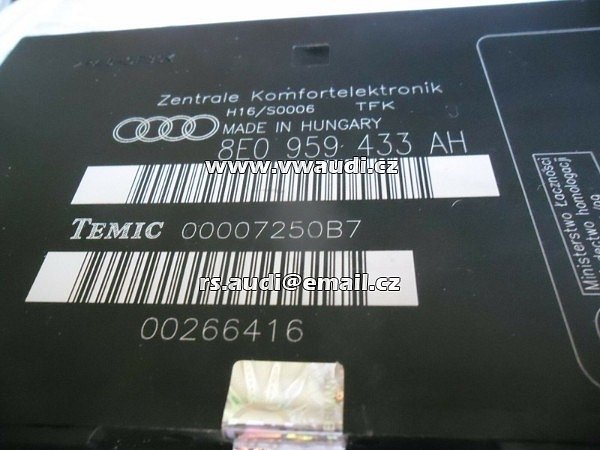 Zentrale Komfortelektronik
H16/S0006 TFK
MADE IN HUNGARY
8E0 959 433 AH
www.vwaudi.cz
TEMIC 00007250B7
rs.audi@email.cz
00266416
Ministerstwo Łączności
homologacji